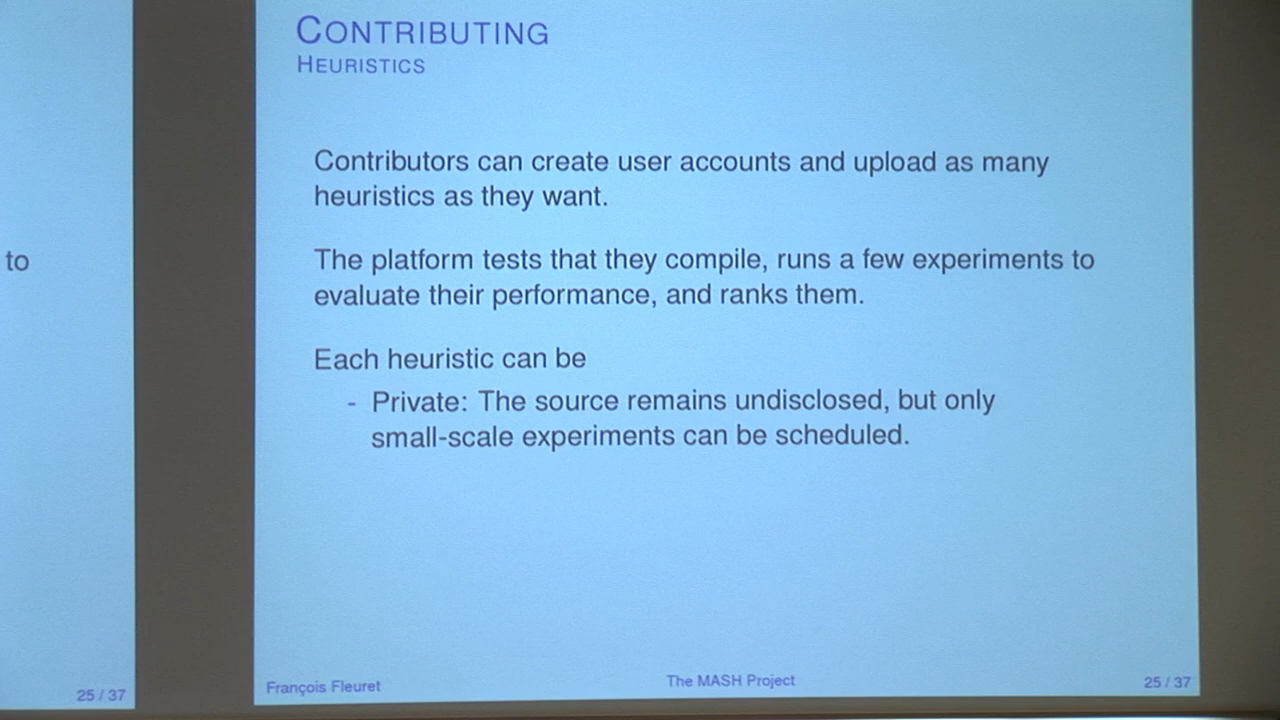 CONTRIBUTING
HEURISTICS
Contributors can create user accounts and upload as many
heuristics as they want.
The platform tests that they compile, runs a few experiments to
evaluate their performance, and ranks them.
Each heuristic can be
- Private: The source remains undisclosed, but only
small-scale experiments can be scheduled.
François Fleuret
The MASH Project
25 / 37
to
25 / 37